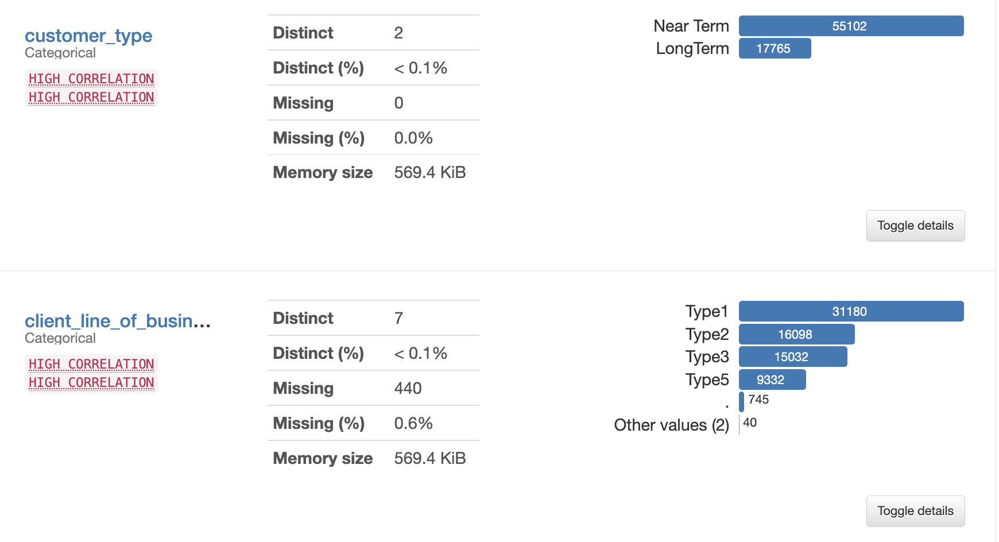 customer_type
Categorical
HIGH CORRELATION
HIGH CORRELATION
Distinct 2
Distinct (%) < 0.1%
Missing 0
Missing (%) 0.0%
Memory size 569.4 KiB
Near Term 55102
LongTerm 17765
Toggle details
client_line_of_busin...
Categorical
HIGH CORRELATION
HIGH CORRELATION
Distinct 7
Distinct (%) < 0.1%
Missing 440
Missing (%) 0.6%
Memory size 569.4 KiB
Type1 31180
Type2 16098
Type3 15032
Type5 9332
. 745
Other values (2) 40
Toggle details